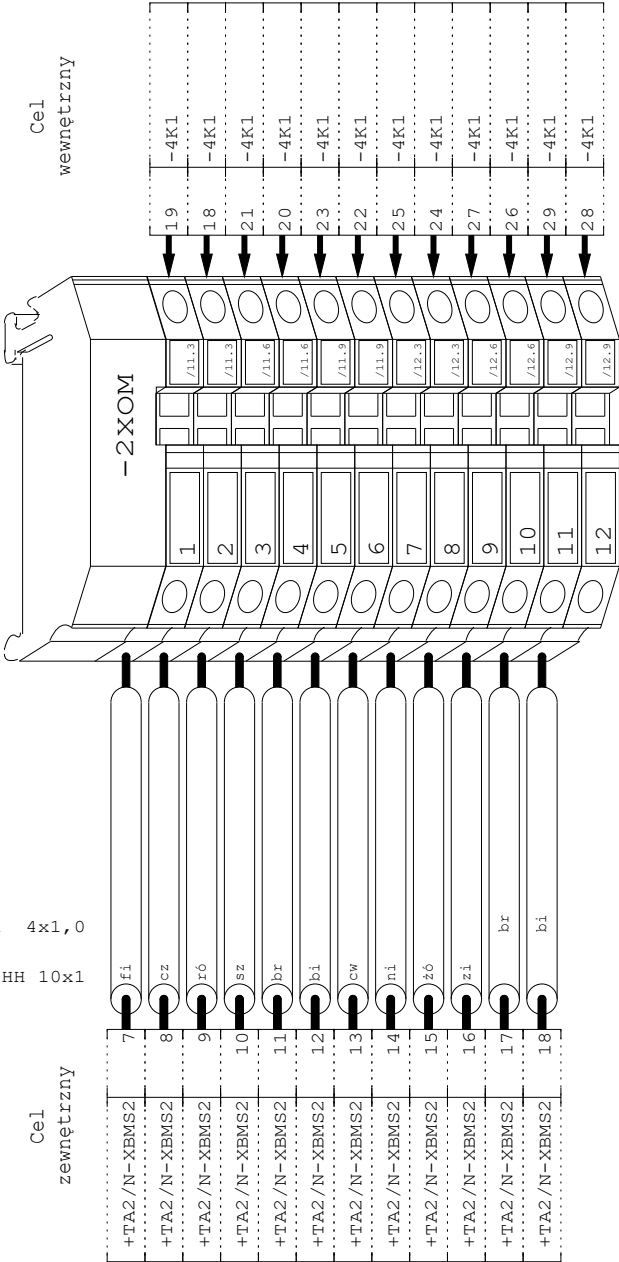 Cel
wewnętrzny
-4K1 -4K1 -4K1 -4K1 -4K1 -4K1 -4K1 -4K1 -4K1 -4K1 -4K1 -4K1
19 18 21 20 23 22 25 24 27 26 29 28
/11.3 /11.3 /11.6 /11.6 /11.9 /11.9 /12.3 /12.3 /12.6 /12.6 /12.9 /12.9
-2XOM
1 2 3 4 5 6 7 8 9 10 11 12
4x1,0
br bi
HH 10x1
fi cz ró sz br bi cw ni żó zi
7 8 9 10 11 12 13 14 15 16 17 18
Cel
zewnętrzny
+TA2/N-XBMS2 +TA2/N-XBMS2 +TA2/N-XBMS2 +TA2/N-XBMS2 +TA2/N-XBMS2 +TA2/N-XBMS2 +TA2/N-XBMS2 +TA2/N-XBMS2 +TA2/N-XBMS2 +TA2/N-XBMS2 +TA2/N-XBMS2 +TA2/N-XBMS2